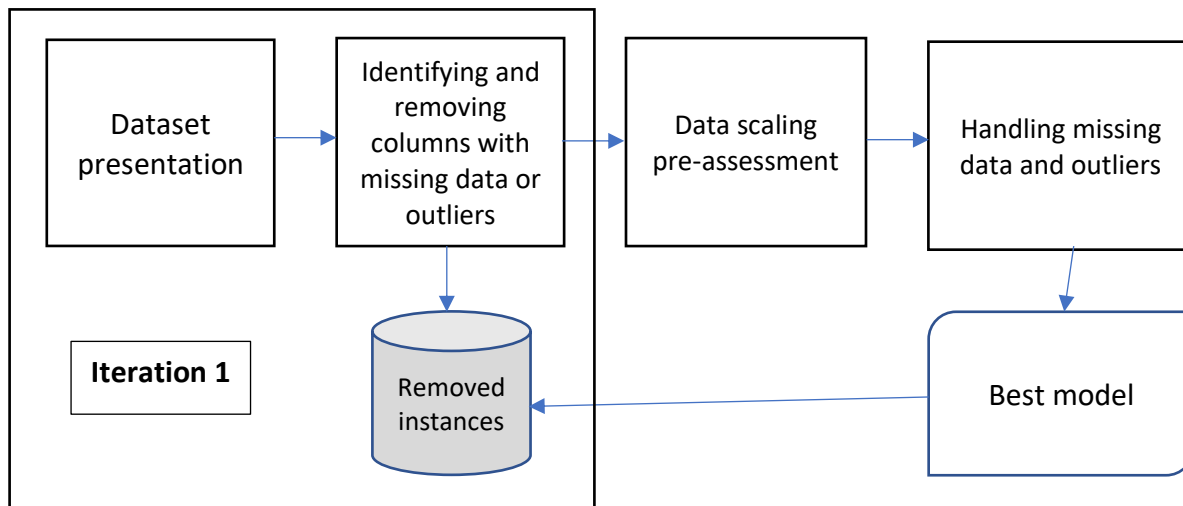 Dataset
presentation
Identifying and
removing
columns with
missing data or
outliers
Data scaling
pre-assessment
Handling missing
data and outliers
Iteration 1
Removed
instances
Best model